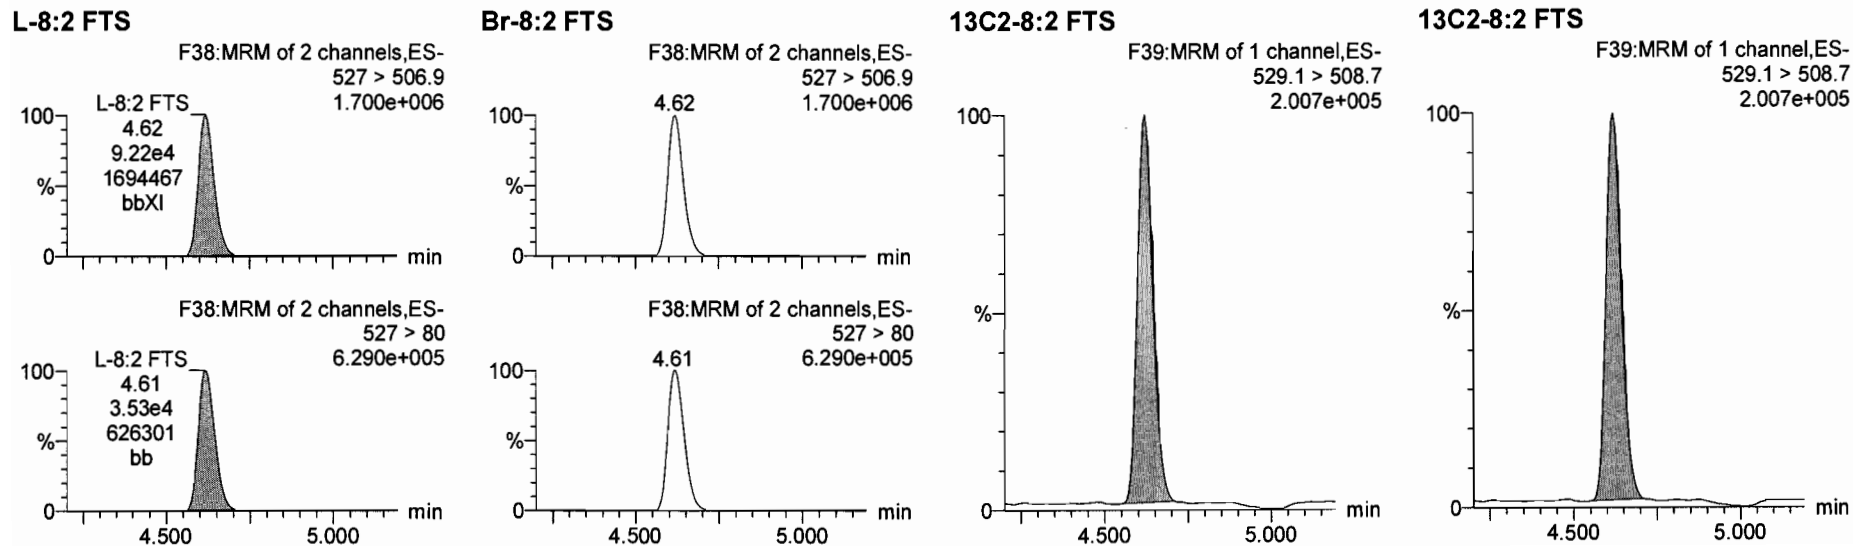 L-8:2 FTS
F38:MRM of 2 channels,ES-
527 > 506.9
1.700e+006
L-8:2 FTS
4.62
9.22e4
1694467
bbXI
100
%
0
min
F38:MRM of 2 channels,ES-
527 > 80
6.290e+005
L-8:2 FTS
4.61
3.53e4
626301
bb
100
%
0
min
4.500
5.000
Br-8:2 FTS
F38:MRM of 2 channels,ES-
527 > 506.9
1.700e+006
4.62
100
%
0
min
F38:MRM of 2 channels,ES-
527 > 80
6.290e+005
4.61
100
%
0
min
4.500
5.000
13C2-8:2 FTS
F39:MRM of 1 channel,ES-
529.1 > 508.7
2.007e+005
100
%
0
min
4.500
5.000
13C2-8:2 FTS
F39:MRM of 1 channel,ES-
529.1 > 508.7
2.007e+005
100
%
0
min
4.500
5.000